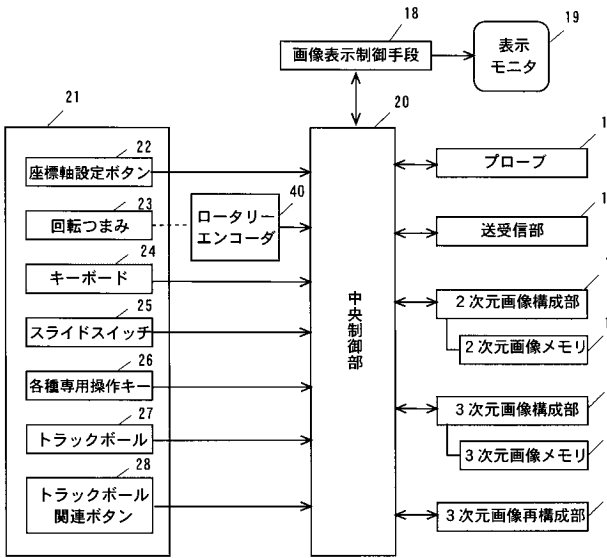 18
画像表示制御手段
19
表示
モニタ
21
20
22
座標軸設定ボタン
23
回転つまみ
40
ロータリー
エンコーダ
24
キーボード
25
スライドスイッチ
26
各種専用操作キー
27
トラックボール
28
トラックボール
関連ボタン
中央制御部
プローブ
送受信部
2次元画像構成部
2次元画像メモリ
3次元画像構成部
3次元画像メモリ
3次元画像再構成部